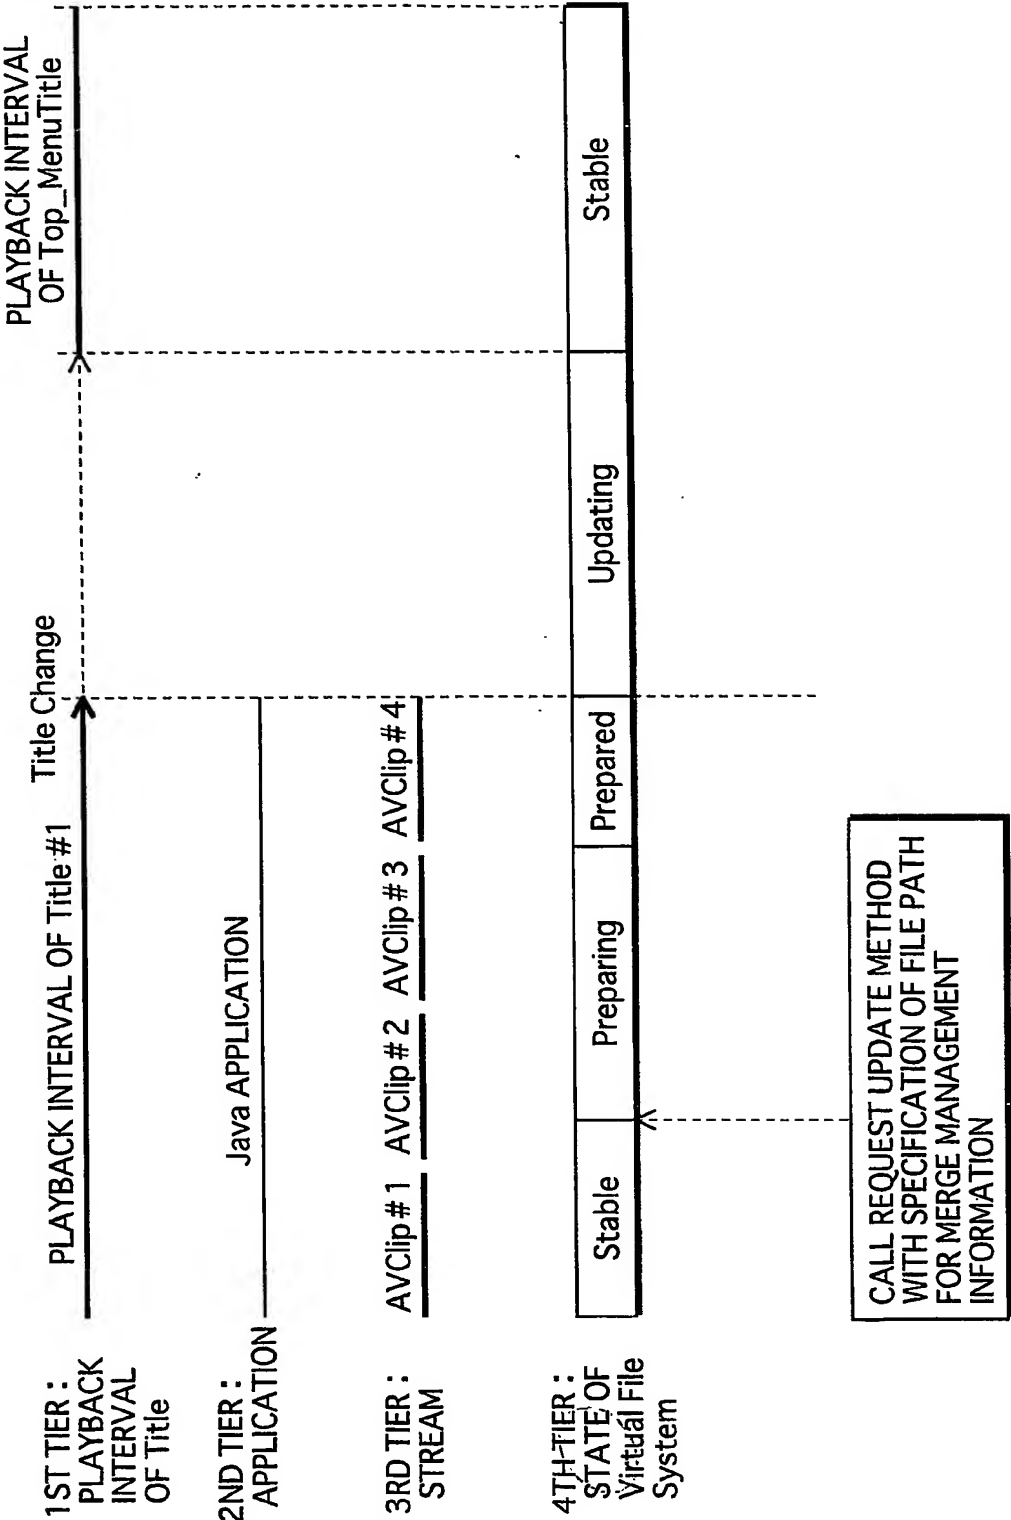 1ST TIER :
PLAYBACK
INTERVAL
OF Title
PLAYBACK INTERVAL OF Title #1
Title Change
PLAYBACK INTERVAL
OF Top_MenuTitle
2ND TIER :
APPLICATION
Java APPLICATION
3RD TIER :
STREAM
AVClip#1
AVClip#2
AVClip#3
AVClip#4
4TH TIER :
STATE OF
Virtual File
System
Stable
Preparing
Prepared
Updating
Stable
CALL REQUEST UPDATE METHOD
WITH SPECIFICATION OF FILE PATH
FOR MERGE MANAGEMENT
INFORMATION